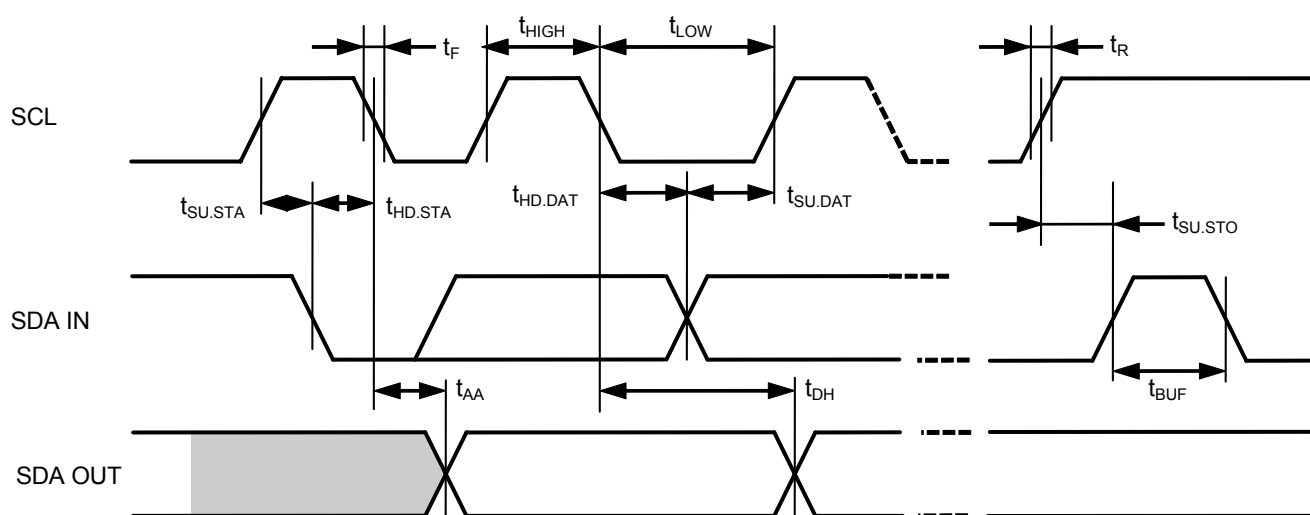 tF
tHIGH
tLOW
tR
SCL
tSU.STA
tHD.STA
tHD.DAT
tSU.DAT
tSU.STO
SDA IN
tAA
tDH
tBUF
SDA OUT